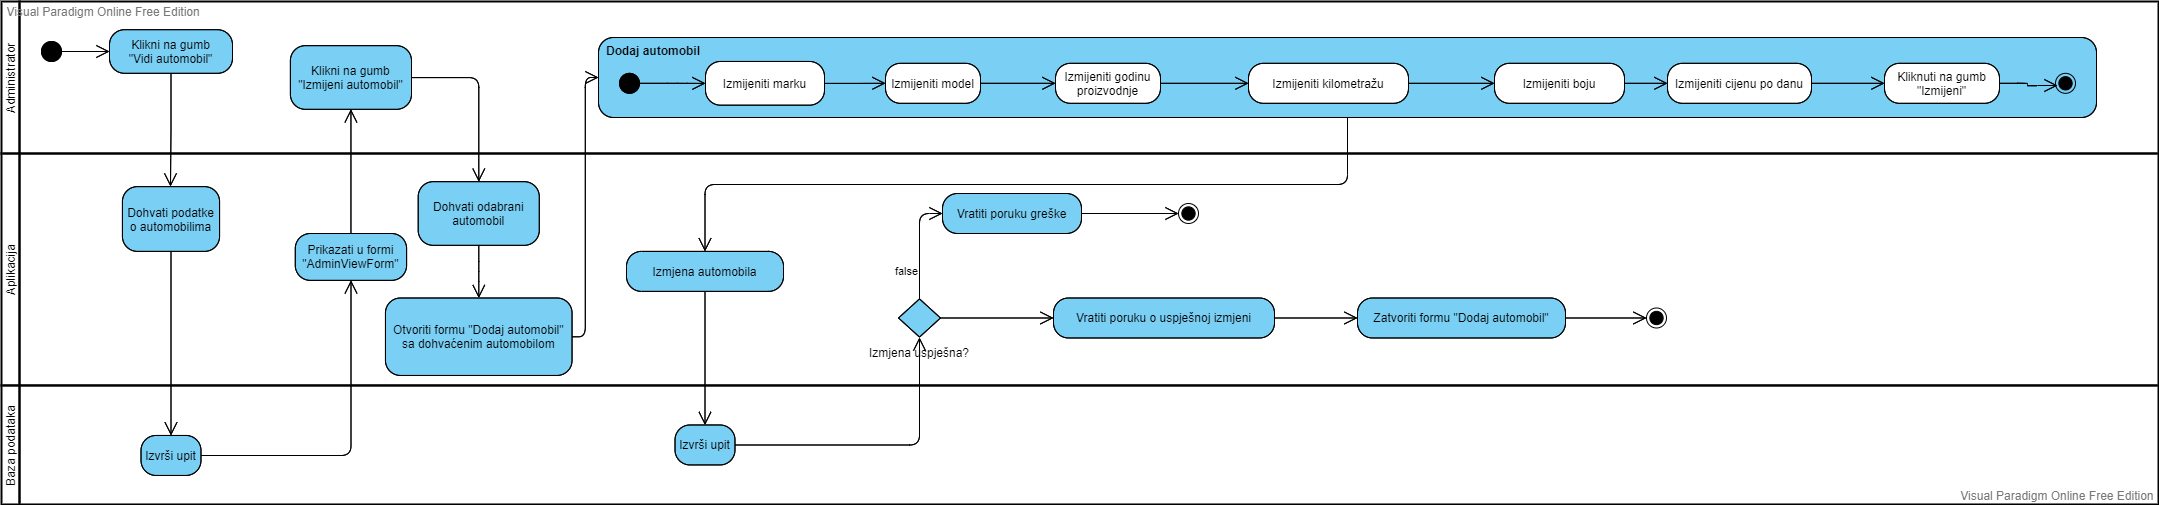 Visual Paradigm Online Free Edition
Administrator
Klikni na gumb
"Vidi automobil"
Klikni na gumb
"Izmijeni automobil"
Dodaj automobil
Izmijeniti marku
Izmijeniti model
Izmijeniti godinu
proizvodnje
Izmijeniti kilometražu
Izmijeniti boju
Izmijeniti cijenu po danu
Kliknuti na gumb
"Izmijeni"
Aplikacija
Dohvati podatke
o automobilima
Prikazati u formi
"AdminViewForm"
Dohvati odabrani
automobil
Otvoriti formu "Dodaj automobil"
sa dohvaćenim automobilom
Izmjena automobila
Vratiti poruku greške
false
Izmjena uspješna?
Vratiti poruku o uspješnoj izmjeni
Zatvoriti formu "Dodaj automobil"
Baza podataka
Izvrši upit
Izvrši upit
Visual Paradigm Online Free Edition